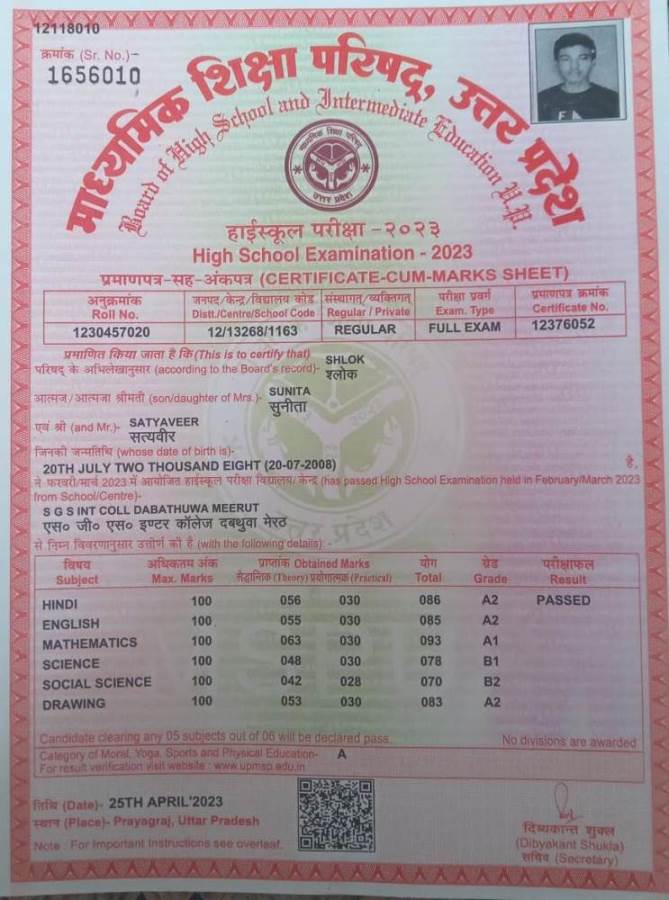 12118010
क्रमांक (Sr. No.)-
1656010
माध्यमिक शिक्षा परिषद्, उत्तर प्रदेश
Board of High School and Intermediate Education U.P.
माध्यमिक शिक्षा परिषद्
उत्तर प्रदेश
हाईस्कूल परीक्षा -२०२३
High School Examination - 2023
प्रमाणपत्र-सह-अंकपत्र (CERTIFICATE-CUM-MARKS SHEET)
अनुक्रमांक जनपद/केन्द्र/विद्यालय कोड संस्थागत्/व्यक्तिगत् परीक्षा प्रवर्ग प्रमाणपत्र क्रमांक
Roll No. Distt./Centre/School Code Regular / Private Exam. Type Certificate No.
1230457020 12/13268/1163 REGULAR FULL EXAM 12376052
प्रमाणित किया जाता है कि (This is to certify that) SHLOK
परिषद् के अभिलेखानुसार (according to the Board's record)- श्लोक
आत्मज/आत्मजा श्रीमती (son/daughter of Mrs.)- SUNITA
सुनीता
एवं श्री (and Mr.)- SATYAVEER
सत्यवीर
जिनकी जन्मतिथि (whose date of birth is)-
20TH JULY TWO THOUSAND EIGHT (20-07-2008) है,
ने फरवरी/मार्च 2023 में आयोजित हाईस्कूल परीक्षा विद्यालय/केन्द्र (has passed High School Examination held in February/March 2023
from School/Centre)-
S G S INT COLL DABATHUWA MEERUT
एस० जी० एस० इण्टर कॉलेज दबथुवा मेरठ
से निम्न विवरणानुसार उत्तीर्ण की है (with the following details):-
विषय अधिकतम अंक प्राप्तांक Obtained Marks योग ग्रेड परीक्षाफल
Subject Max. Marks सैद्धान्तिक (Theory) प्रयोगात्मक (Practical) Total Grade Result
HINDI 100 056 030 086 A2 PASSED
ENGLISH 100 055 030 085 A2
MATHEMATICS 100 063 030 093 A1
SCIENCE 100 048 030 078 B1
SOCIAL SCIENCE 100 042 028 070 B2
DRAWING 100 053 030 083 A2
Candidate clearing any 05 subjects out of 06 will be declared pass. No divisions are awarded
Category of Moral, Yoga, Sports and Physical Education- A
For result verification visit website : www.upmsp.edu.in
तिथि (Date)- 25TH APRIL'2023
स्थान (Place)- Prayagraj, Uttar Pradesh
Note : For Important Instructions see overleaf.
दिव्यकान्त शुक्ल
(Dibyakant Shukla)
सचिव (Secretary)